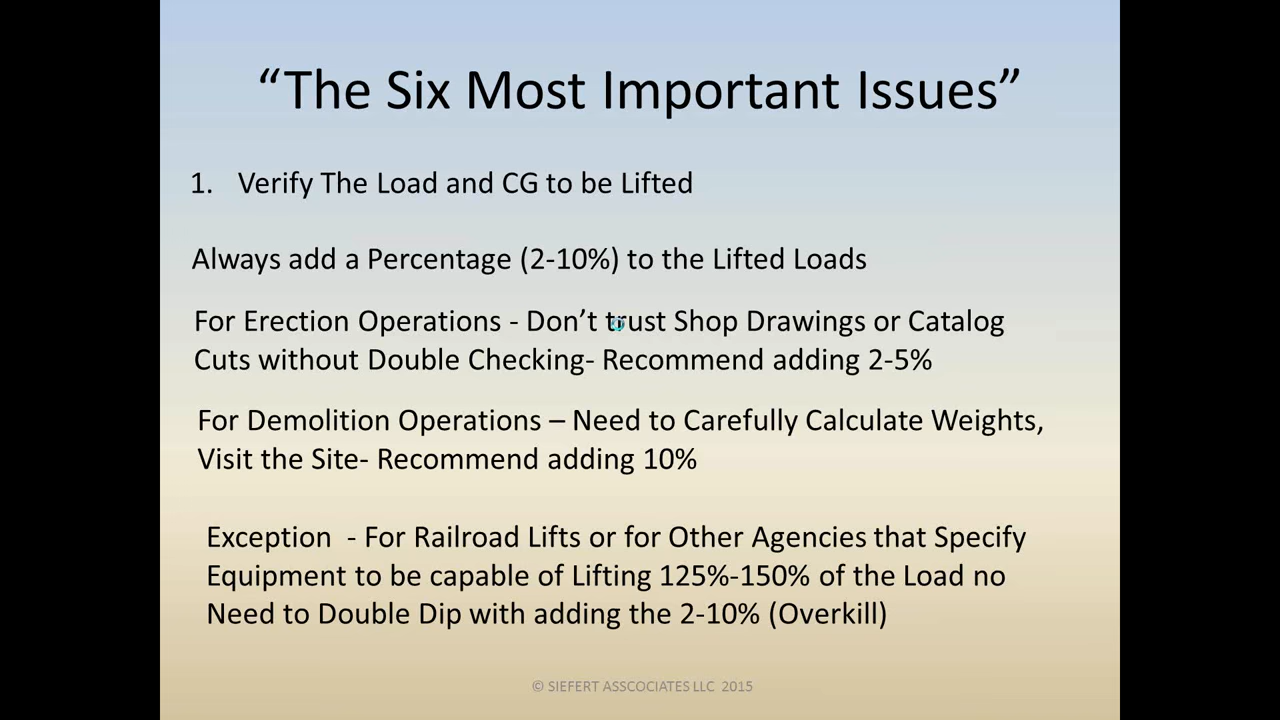 “The Six Most Important Issues”
1. Verify The Load and CG to be Lifted
Always add a Percentage (2-10%) to the Lifted Loads
For Erection Operations - Don’t trust Shop Drawings or Catalog
Cuts without Double Checking- Recommend adding 2-5%
For Demolition Operations – Need to Carefully Calculate Weights,
Visit the Site- Recommend adding 10%
Exception - For Railroad Lifts or for Other Agencies that Specify
Equipment to be capable of Lifting 125%-150% of the Load no
Need to Double Dip with adding the 2-10% (Overkill)
© SIEFERT ASSCOCIATES LLC 2015